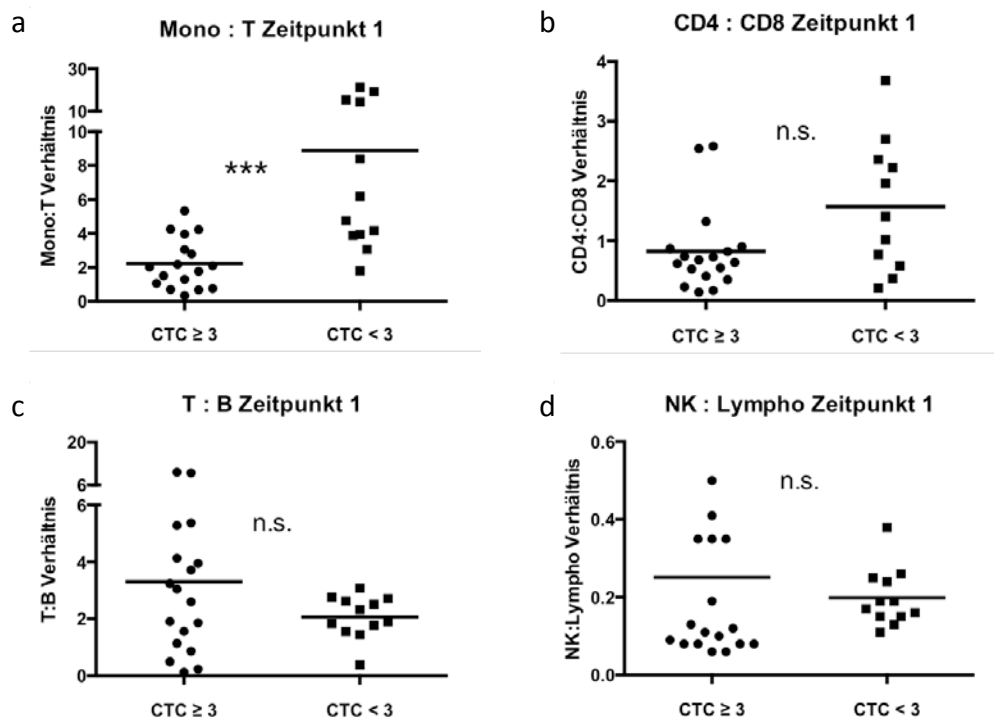 a
Mono : T Zeitpunkt 1
Mono:T Verhältnis
30
10
10
8
6
4
2
0
***
CTC ≥ 3
CTC < 3
b
CD4 : CD8 Zeitpunkt 1
CD4:CD8 Verhältnis
4
3
2
1
0
n.s.
CTC ≥ 3
CTC < 3
c
T : B Zeitpunkt 1
T:B Verhältnis
20
6
6
4
2
0
n.s.
CTC ≥ 3
CTC < 3
d
NK : Lympho Zeitpunkt 1
NK:Lympho Verhältnis
0.6
0.4
0.2
0.0
n.s.
CTC ≥ 3
CTC < 3